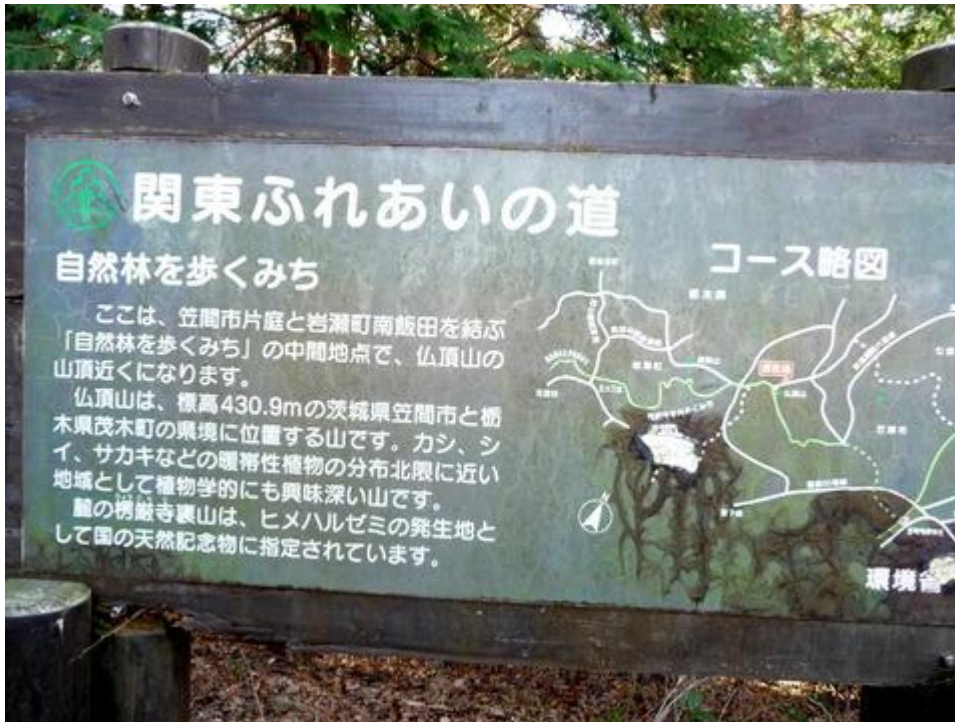 関東ふれあいの道
自然林を歩くみち
ここは、笠間市片庭と岩瀬町南飯田を結ぶ
「自然林を歩くみち」の中間地点で、仏頂山の
山頂近くになります。
仏頂山は、標高430.9mの茨城県笠間市と栃
木県茂木町の県境に位置する山です。カシ、シ
イ、サカキなどの暖帯性植物の分布北限に近い
地域として植物学的にも興味深い山です。
麓の楞厳寺裏山は、ヒメハルゼミの発生地と
して国の天然記念物に指定されています。
コース略図
環境省